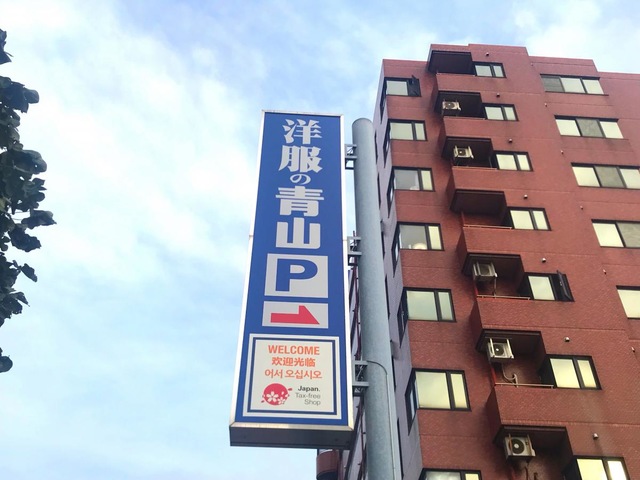 洋服の青山
P
WELCOME
欢迎光临
어서 오십시오
Japan.
Tax-free
Shop